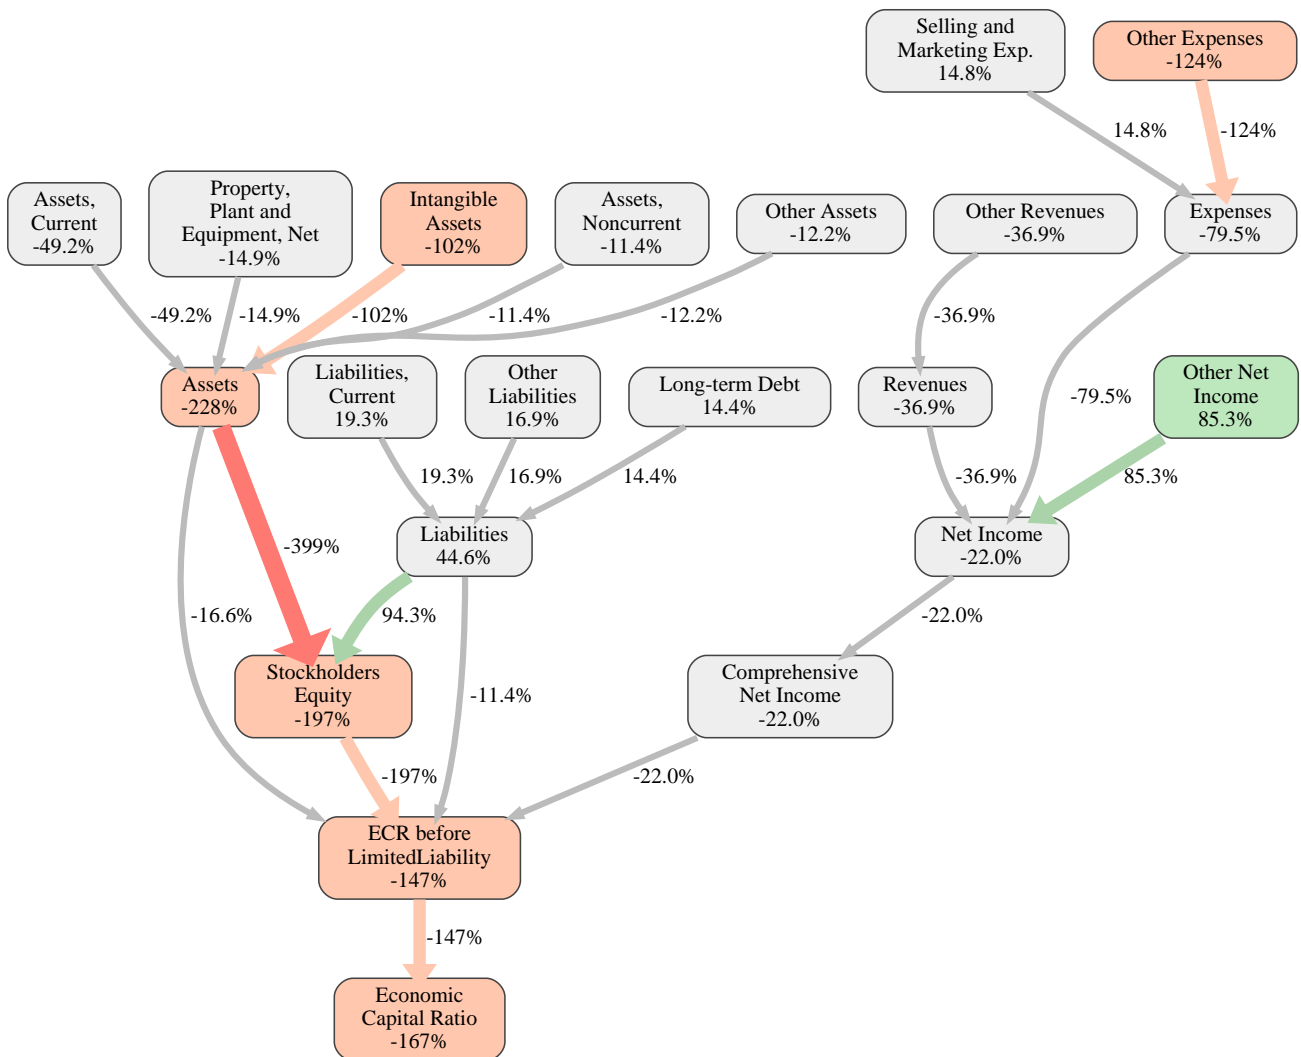 Selling and
Marketing Exp.
14.8%
Other Expenses
-124%
14.8%
-124%
Assets,
Current
-49.2%
Property,
Plant and
Equipment, Net
-14.9%
Intangible
Assets
-102%
Assets,
Noncurrent
-11.4%
Other Assets
-12.2%
Other Revenues
-36.9%
Expenses
-79.5%
-49.2%
-14.9%
-102%
-11.4%
-12.2%
-36.9%
Assets
-228%
Liabilities,
Current
19.3%
Other
Liabilities
16.9%
Long-term Debt
14.4%
Revenues
-36.9%
-79.5%
Other Net
Income
85.3%
19.3%
16.9%
14.4%
-36.9%
85.3%
-399%
Liabilities
44.6%
Net Income
-22.0%
-16.6%
94.3%
-22.0%
Stockholders
Equity
-197%
-11.4%
Comprehensive
Net Income
-22.0%
-197%
-22.0%
ECR before
LimitedLiability
-147%
-147%
Economic
Capital Ratio
-167%